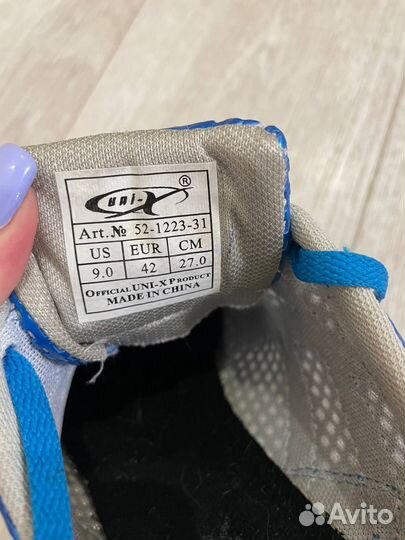 uni-X ®
Art.№ 52-1223-31
US EUR CM
9.0 42 27.0
OFFICIAL UNI-X PRODUCT
MADE IN CHINA
Avito